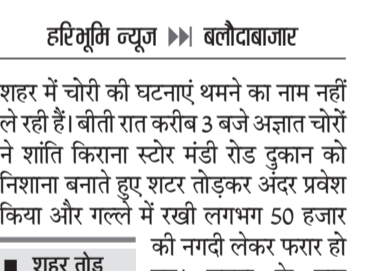 हरिभूमि न्यूज ▶▶| बलौदाबाजार
शहर में चोरी की घटनाएं थमने का नाम नहीं
ले रही हैं। बीती रात करीब 3 बजे अज्ञात चोरों
ने शांति किराना स्टोर मंडी रोड दुकान को
निशाना बनाते हुए शटर तोड़कर अंदर प्रवेश
किया और गल्ले में रखी लगभग 50 हजार
की नगदी लेकर फरार हो
■ शहर तोड़